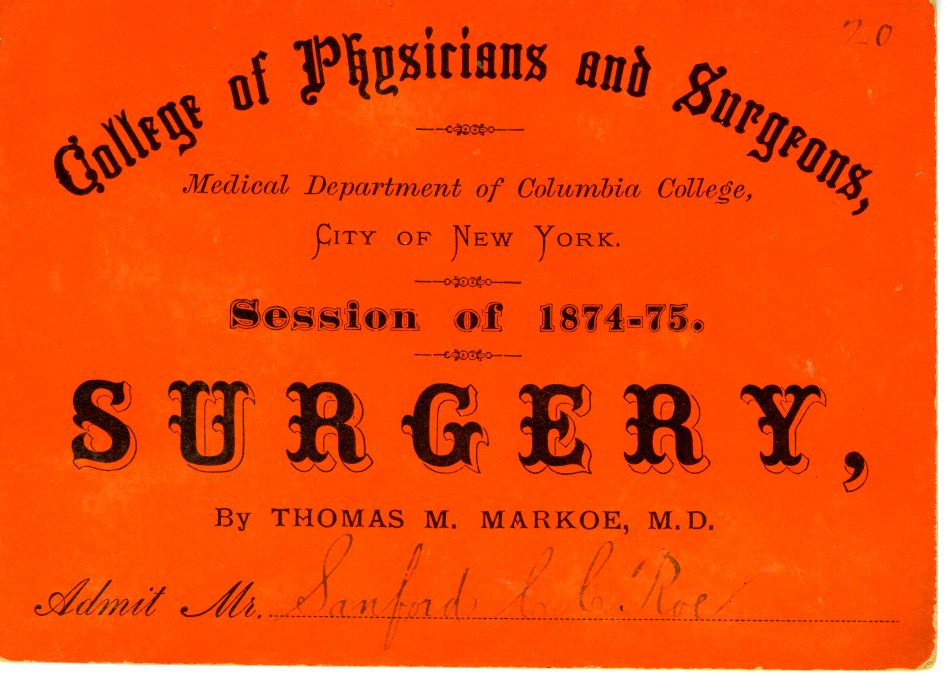 20
College of Physicians and Surgeons,
Medical Department of Columbia College,
CITY OF NEW YORK.
Session of 1874-75.
SURGERY,
By THOMAS M. MARKOE, M.D.
Admit Mr. Sanford C. C. Roe